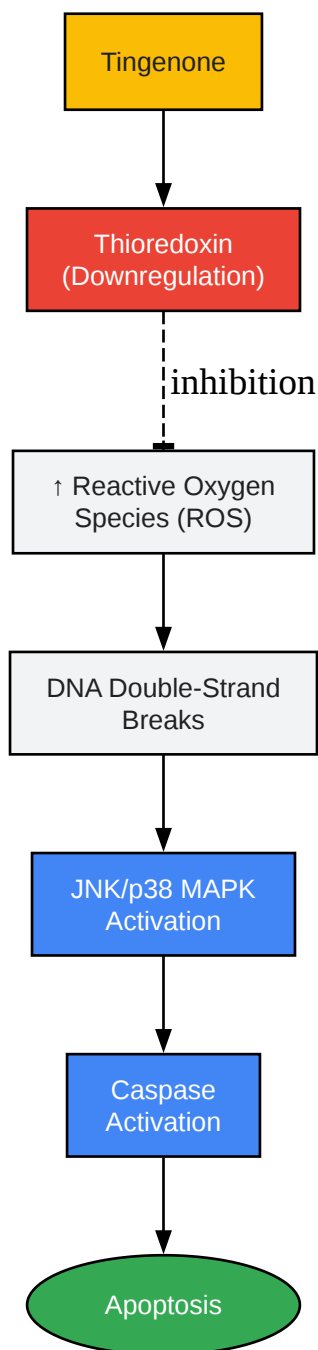 Tingenone
Thioredoxin
(Downregulation)
inhibition
↑ Reactive Oxygen
Species (ROS)
DNA Double-Strand
Breaks
JNK/p38 MAPK
Activation
Caspase
Activation
Apoptosis